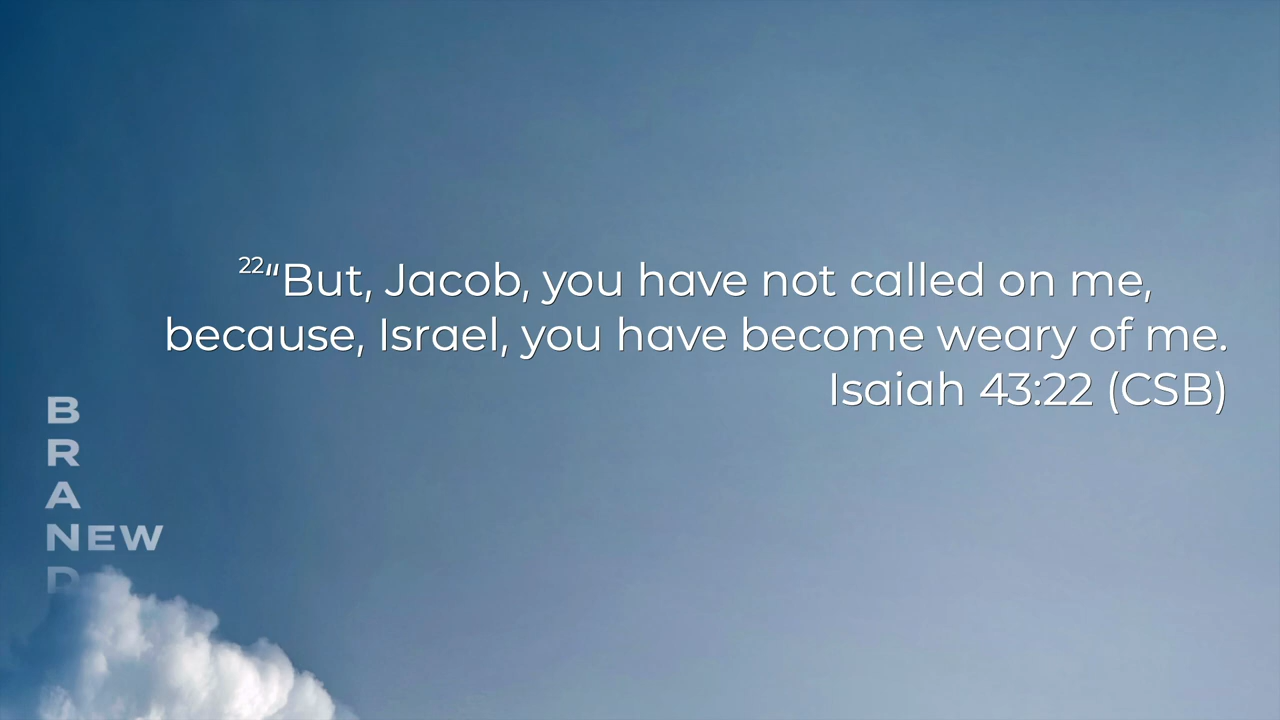 ²²“But, Jacob, you have not called on me,
because, Israel, you have become weary of me.
Isaiah 43:22 (CSB)
BRAND
NEW